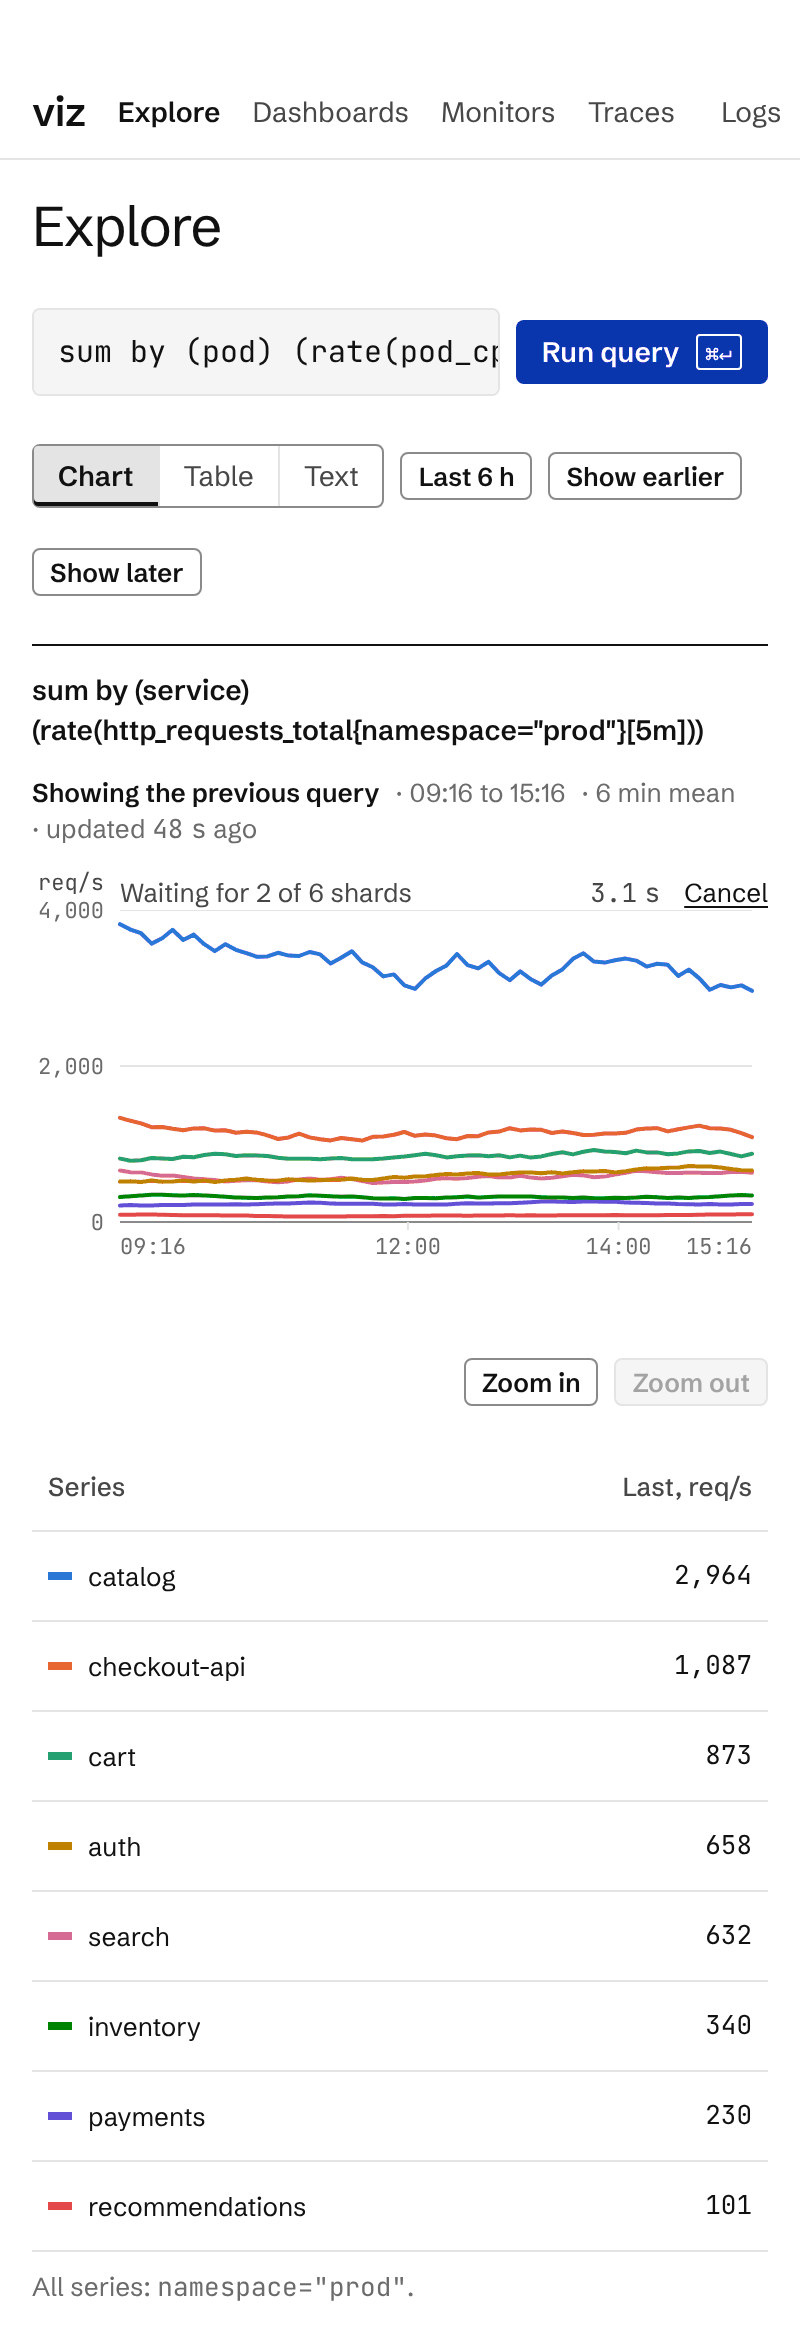 viz Explore Dashboards Monitors Traces Logs
Explore
sum by (pod) (rate(pod_cp
Run query ⌘↵
Chart Table Text Last 6 h Show earlier
Show later
sum by (service)
(rate(http_requests_total{namespace="prod"}[5m]))
Showing the previous query · 09:16 to 15:16 · 6 min mean
· updated 48 s ago
req/s
Waiting for 2 of 6 shards 3.1 s Cancel
4,000
2,000
0
09:16 12:00 14:00 15:16
Zoom in Zoom out
Series Last, req/s
catalog 2,964
checkout-api 1,087
cart 873
auth 658
search 632
inventory 340
payments 230
recommendations 101
All series: namespace="prod".